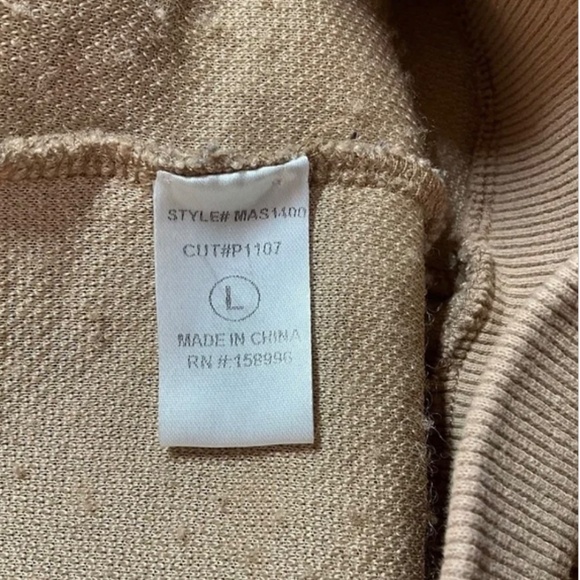 STYLE# MAS1400
CUT#P1107
L
MADE IN CHINA
RN #:158996